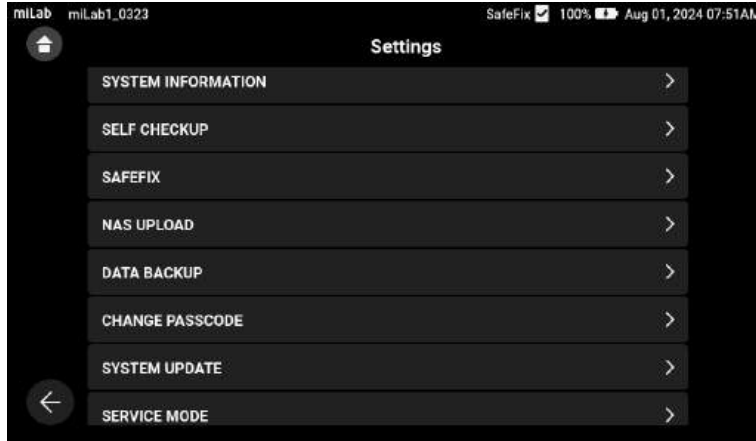 miLab miLab1_0323 SafeFix 100% Aug 01, 2024 07:51AM
Settings
SYSTEM INFORMATION
SELF CHECKUP
SAFEFIX
NAS UPLOAD
DATA BACKUP
CHANGE PASSCODE
SYSTEM UPDATE
SERVICE MODE